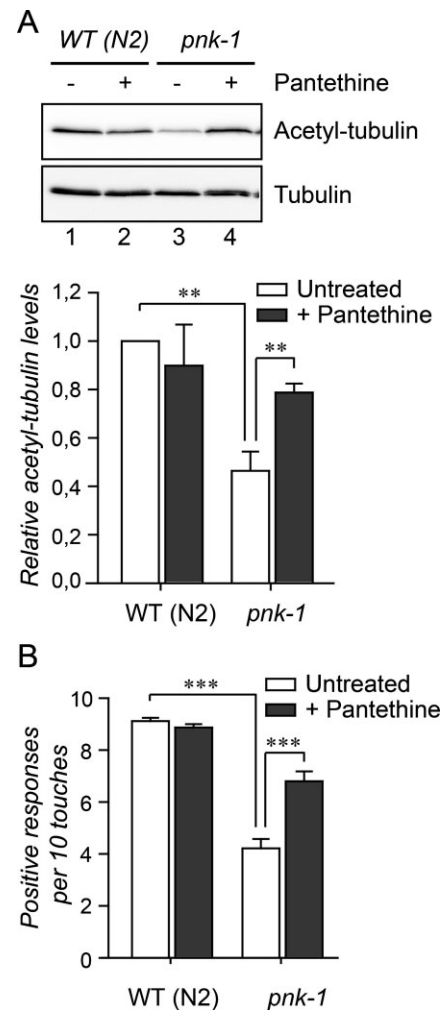 A
WT (N2) pnk-1
- + - + Pantethine
Acetyl-tubulin
Tubulin
1 2 3 4
Relative acetyl-tubulin levels
1,2
1,0
0,8
0,6
0,4
0,2
0,0
** Untreated
+ Pantethine
**
WT (N2) pnk-1
B
Positive responses
per 10 touches
10
8
6
4
2
0
*** Untreated
+ Pantethine
***
WT (N2) pnk-1